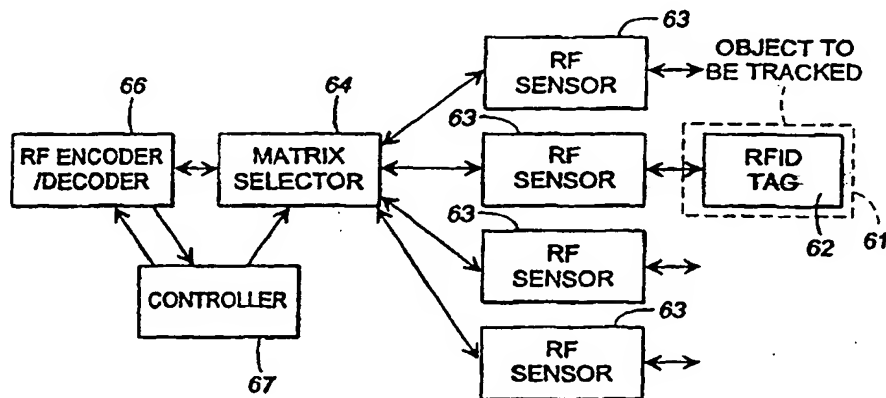 63
RF
SENSOR
OBJECT TO
BE TRACKED
66
RF ENCODER
/DECODER
64
MATRIX
SELECTOR
63
RF
SENSOR
RFID
TAG
62
61
63
RF
SENSOR
CONTROLLER
67
63
RF
SENSOR